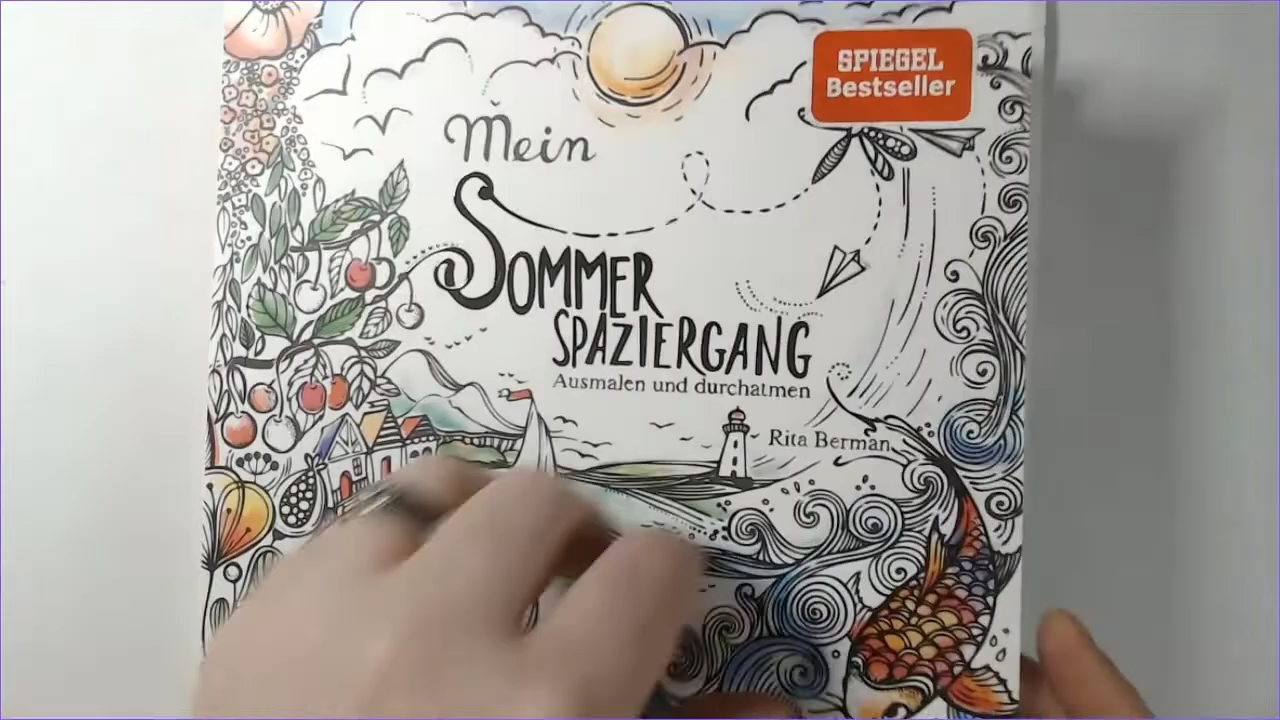 SPIEGEL
Bestseller
Mein
SOMMER
SPAZIERGANG
Ausmalen und durchatmen
Rita Berman